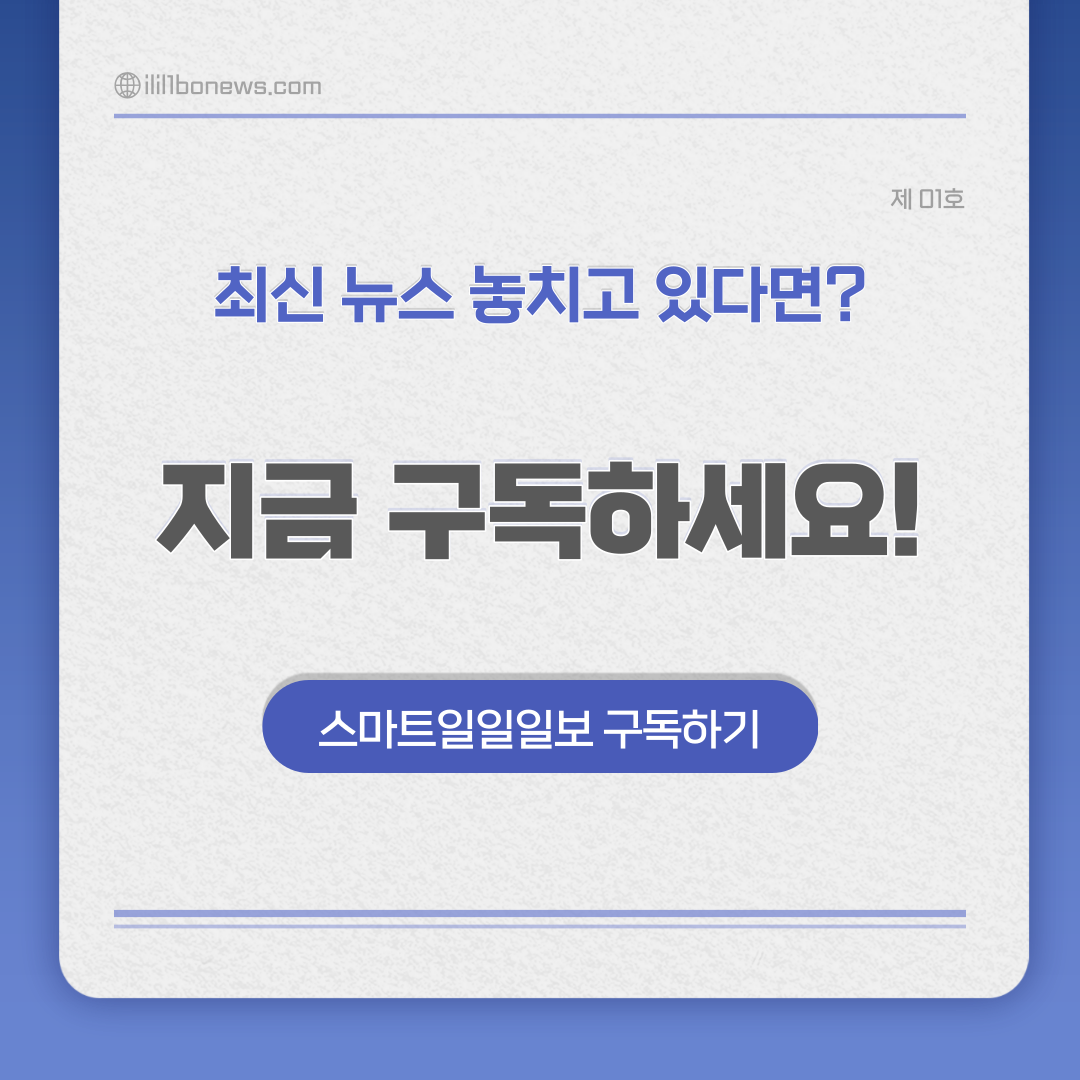 ilil1bonews.com
제 01호
최신 뉴스 놓치고 있다면?
지금 구독하세요!
스마트일일일보 구독하기